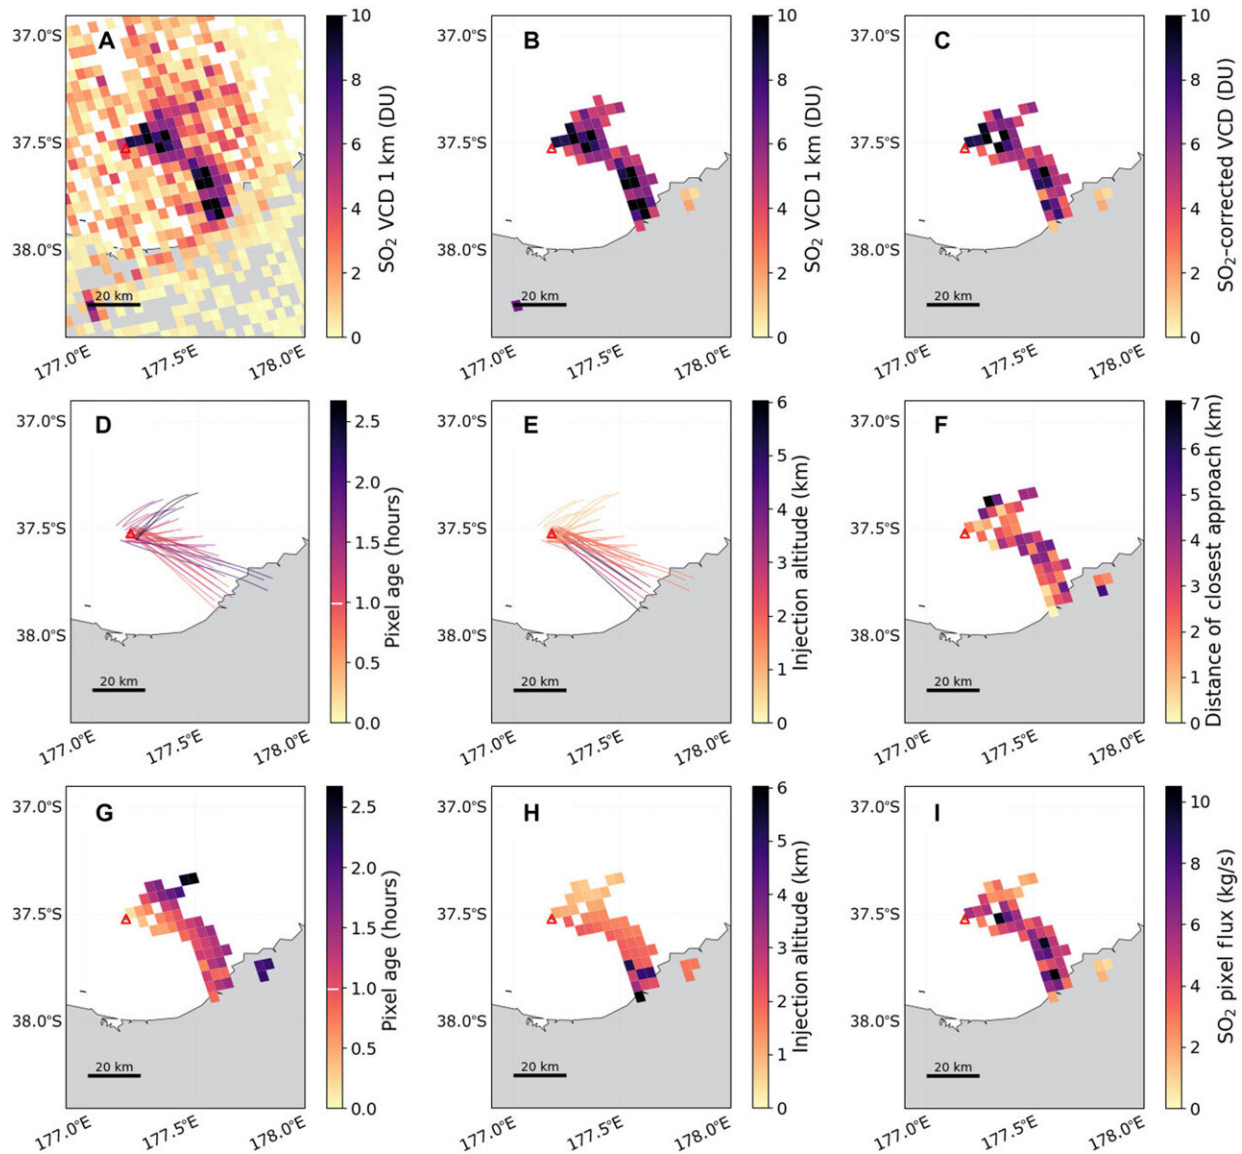 A
37.0°S
37.5°S
38.0°S
20 km
177.0°E
177.5°E
178.0°E
10
8
6
4
2
0
SO₂ VCD 1 km (DU)
B
37.0°S
37.5°S
38.0°S
20 km
177.0°E
177.5°E
178.0°E
10
8
6
4
2
0
SO₂ VCD 1 km (DU)
C
37.0°S
37.5°S
38.0°S
20 km
177.0°E
177.5°E
178.0°E
10
8
6
4
2
0
SO₂-corrected VCD (DU)
D
37.0°S
37.5°S
38.0°S
20 km
177.0°E
177.5°E
178.0°E
2.5
2.0
1.5
1.0
0.5
0.0
Pixel age (hours)
E
37.0°S
37.5°S
38.0°S
20 km
177.0°E
177.5°E
178.0°E
6
5
4
3
2
1
0
Injection altitude (km)
F
37.0°S
37.5°S
38.0°S
20 km
177.0°E
177.5°E
178.0°E
7
6
5
4
3
2
1
0
Distance of closest approach (km)
G
37.0°S
37.5°S
38.0°S
20 km
177.0°E
177.5°E
178.0°E
2.5
2.0
1.5
1.0
0.5
0.0
Pixel age (hours)
H
37.0°S
37.5°S
38.0°S
20 km
177.0°E
177.5°E
178.0°E
6
5
4
3
2
1
0
Injection altitude (km)
I
37.0°S
37.5°S
38.0°S
20 km
177.0°E
177.5°E
178.0°E
10
8
6
4
2
0
SO₂ pixel flux (kg/s)